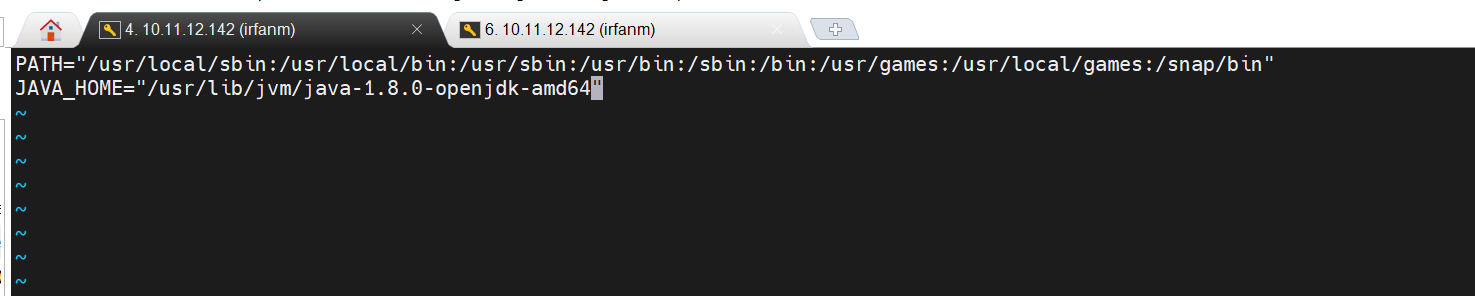 4. 10.11.12.142 (irfanm)
6. 10.11.12.142 (irfanm)
PATH="/usr/local/sbin:/usr/local/bin:/usr/sbin:/usr/bin:/sbin:/bin:/usr/games:/usr/local/games:/snap/bin"
JAVA_HOME="/usr/lib/jvm/java-1.8.0-openjdk-amd64"
~
~
~
~
~
~
~
~